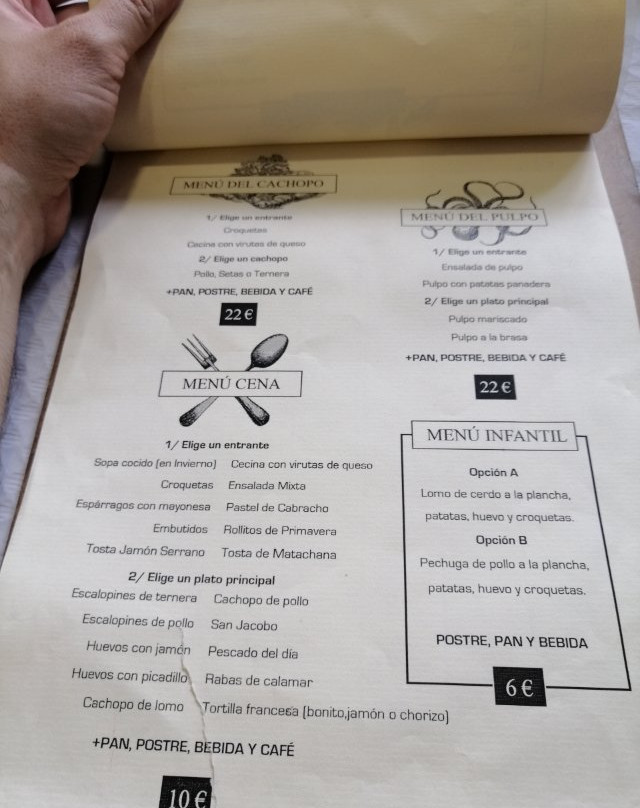 MENÚ DEL CACHOPO
1/ Elige un entrante
Croquetas
Cecina con virutas de queso
2/ Elige un cachopo
Pollo, Setas o Ternera
+PAN, POSTRE, BEBIDA Y CAFÉ
22 €
MENÚ DEL PULPO
1/ Elige un entrante
Ensalada de pulpo
Pulpo con patatas panadera
2/ Elige un plato principal
Pulpo mariscado
Pulpo a la brasa
+PAN, POSTRE, BEBIDA Y CAFÉ
22 €
MENÚ CENA
1/ Elige un entrante
Sopa cocido (en Invierno) Cecina con virutas de queso
Croquetas Ensalada Mixta
Espárragos con mayonesa Pastel de Cabracho
Embutidos Rollitos de Primavera
Tosta Jamón Serrano Tosta de Matachana
2/ Elige un plato principal
Escalopines de ternera Cachopo de pollo
Escalopines de pollo San Jacobo
Huevos con jamón Pescado del día
Huevos con picadillo Rabas de calamar
Cachopo de lomo Tortilla francesa (bonito,jamón o chorizo)
+PAN, POSTRE, BEBIDA Y CAFÉ
10 €
MENÚ INFANTIL
Opción A
Lomo de cerdo a la plancha,
patatas, huevo y croquetas.
Opción B
Pechuga de pollo a la plancha,
patatas, huevo y croquetas.
POSTRE, PAN Y BEBIDA
6 €